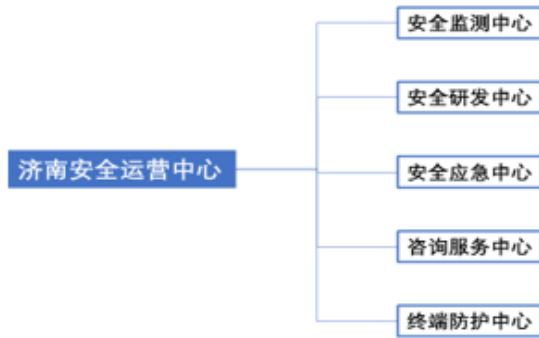 安全监测中心
安全研发中心
济南安全运营中心
安全应急中心
咨询服务中心
终端防护中心